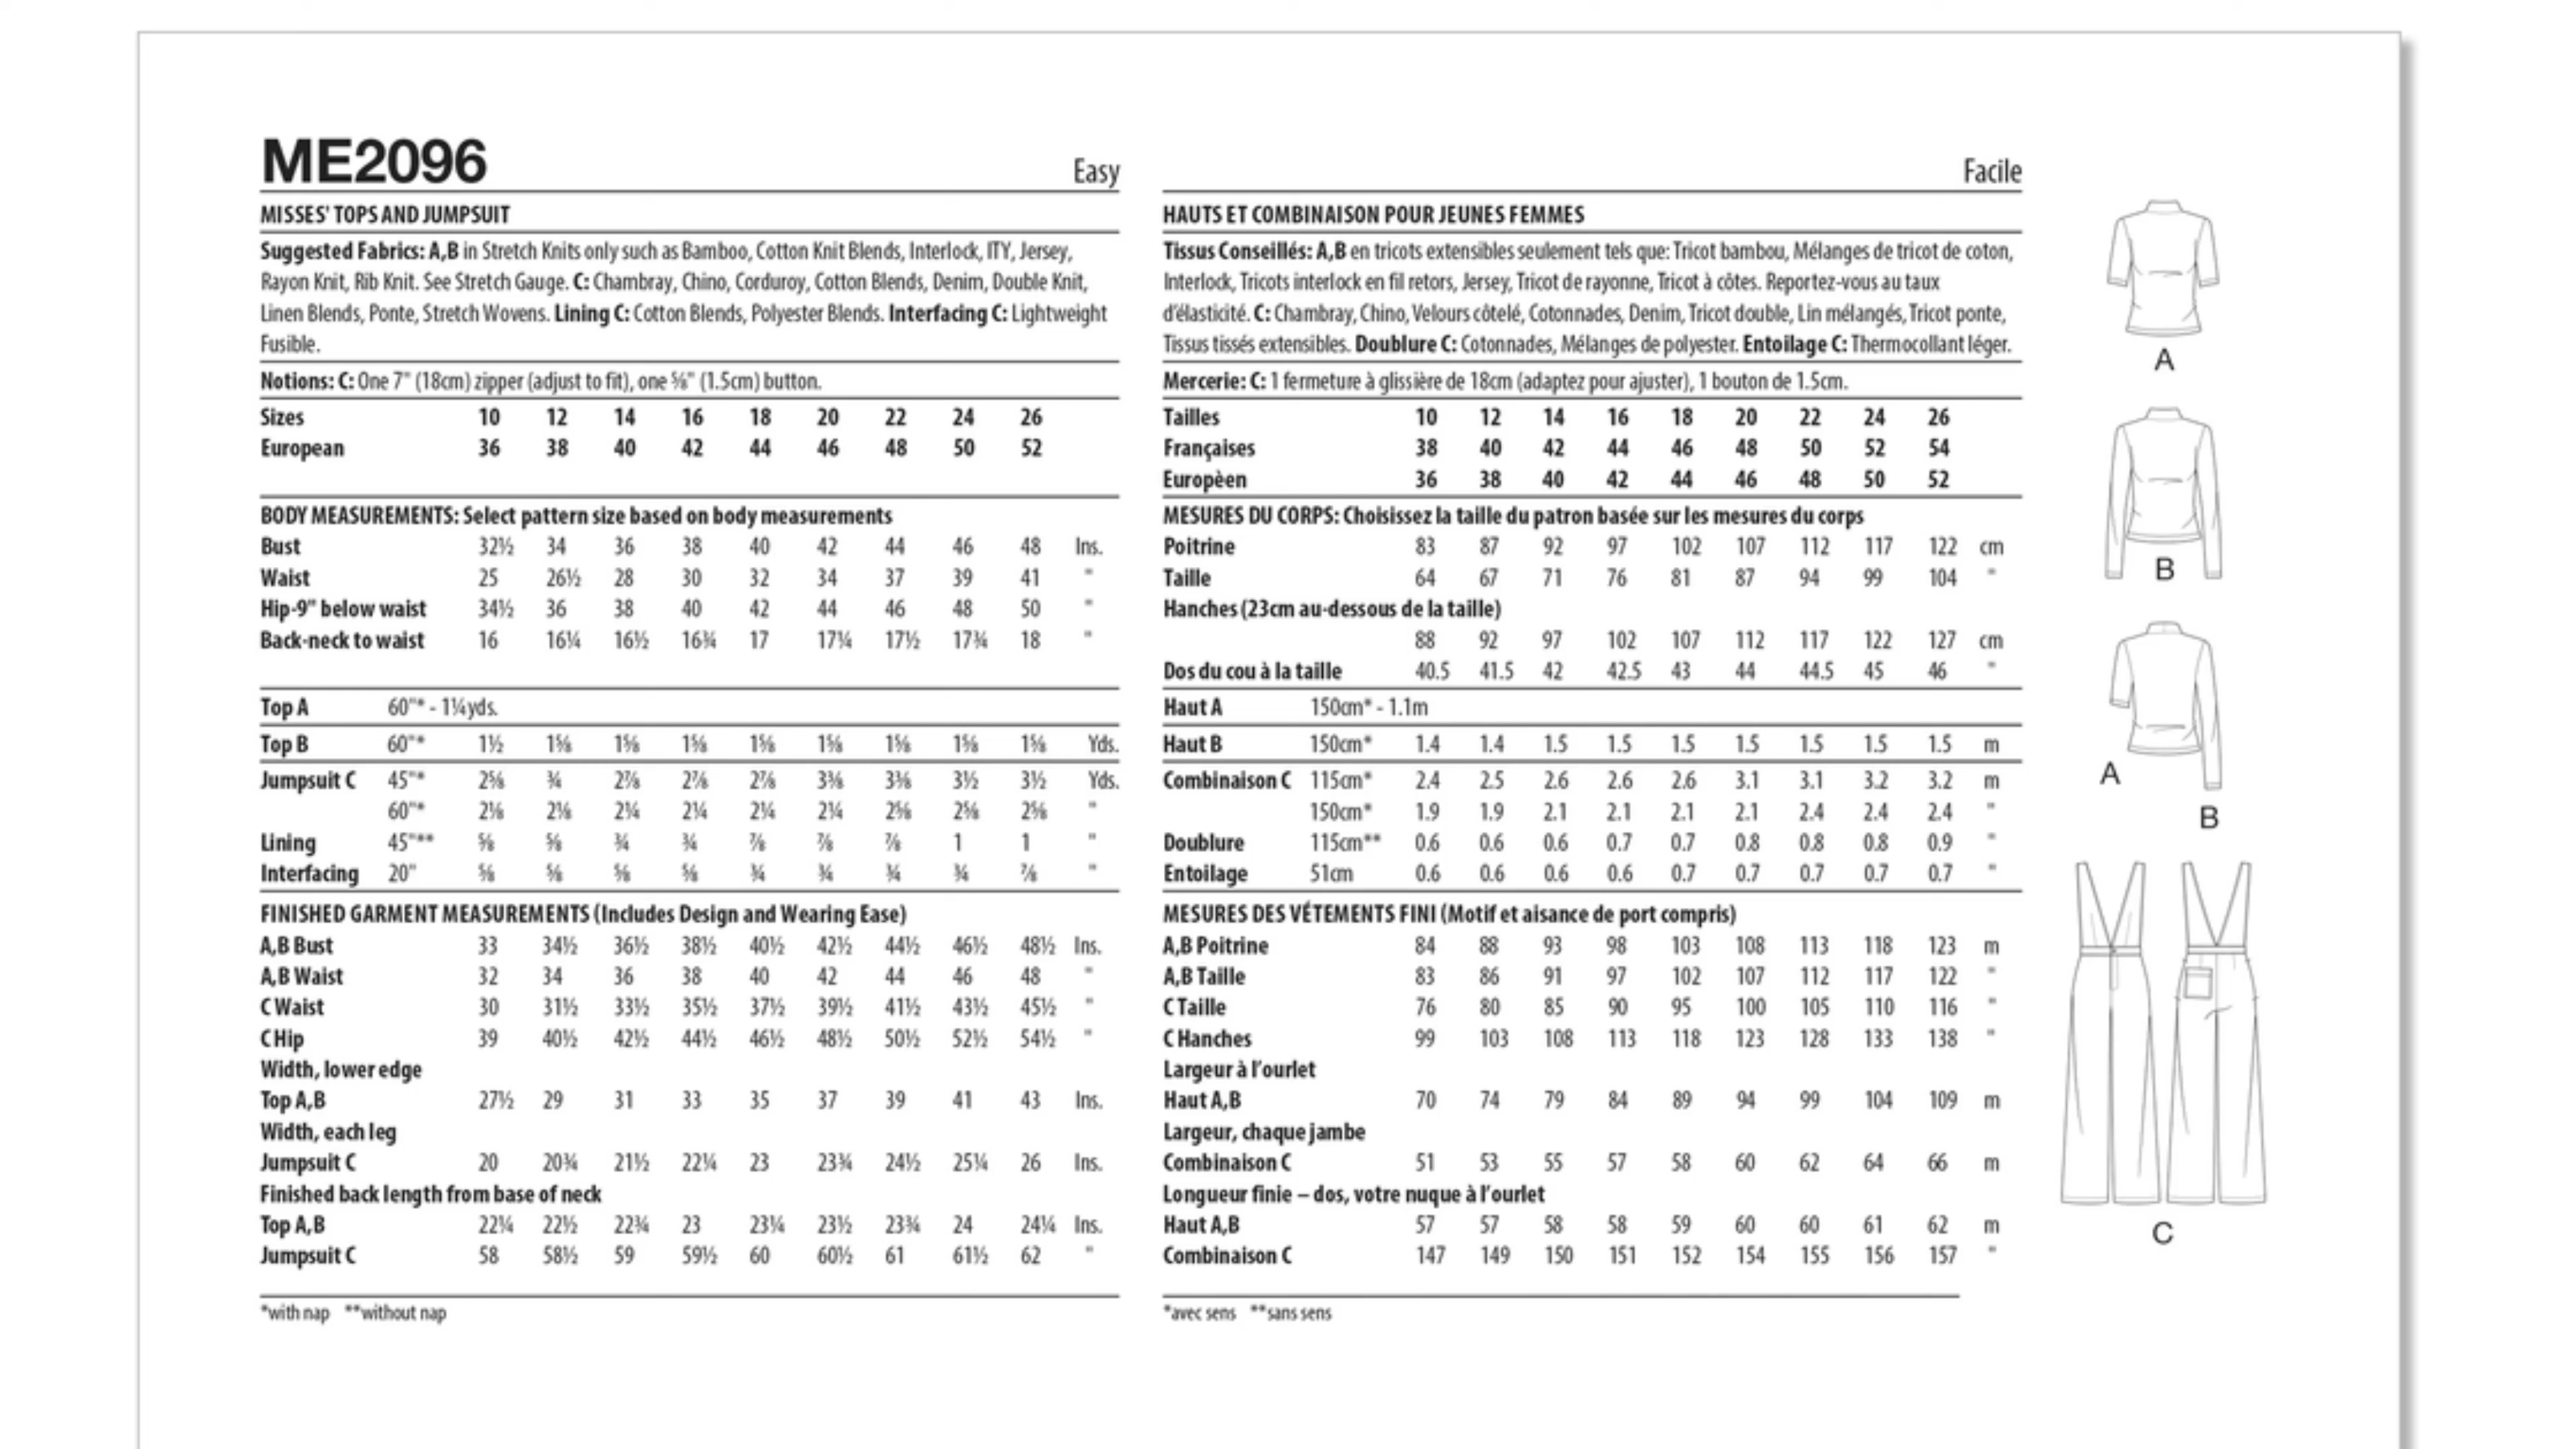 ME2096
Easy
MISSES' TOPS AND JUMPSUIT
Suggested Fabrics: A,B in Stretch Knits only such as Bamboo, Cotton Knit Blends, Interlock, ITY, Jersey,
Rayon Knit, Rib Knit. See Stretch Gauge. C: Chambray, Chino, Corduroy, Cotton Blends, Denim, Double Knit,
Linen Blends, Ponte, Stretch Wovens. Lining C: Cotton Blends, Polyester Blends. Interfacing C: Lightweight
Fusible.
Notions: C: One 7" (18cm) zipper (adjust to fit), one ⅝" (1.5cm) button.
Sizes 10 12 14 16 18 20 22 24 26
European 36 38 40 42 44 46 48 50 52
BODY MEASUREMENTS: Select pattern size based on body measurements
Bust 32½ 34 36 38 40 42 44 46 48 Ins.
Waist 25 26½ 28 30 32 34 37 39 41 "
Hip-9" below waist 34½ 36 38 40 42 44 46 48 50 "
Back-neck to waist 16 16¼ 16½ 16¾ 17 17¼ 17½ 17¾ 18 "
Top A 60"* - 1¼yds.
Top B 60"* 1½ 1⅝ 1⅝ 1⅝ 1⅝ 1⅝ 1⅝ 1⅝ 1⅝ Yds.
Jumpsuit C 45"* 2⅝ ¾ 2⅞ 2⅞ 2⅞ 3⅜ 3⅜ 3½ 3½ Yds.
60"* 2⅛ 2⅛ 2¼ 2¼ 2¼ 2¼ 2⅝ 2⅝ 2⅝ "
Lining 45"** ⅝ ⅝ ¾ ¾ ⅞ ⅞ ⅞ 1 1 "
Interfacing 20" ⅝ ⅝ ⅝ ⅝ ¾ ¾ ¾ ¾ ⅞ "
FINISHED GARMENT MEASUREMENTS (Includes Design and Wearing Ease)
A,B Bust 33 34½ 36½ 38½ 40½ 42½ 44½ 46½ 48½ Ins.
A,B Waist 32 34 36 38 40 42 44 46 48 "
C Waist 30 31½ 33½ 35½ 37½ 39½ 41½ 43½ 45½ "
C Hip 39 40½ 42½ 44½ 46½ 48½ 50½ 52½ 54½ "
Width, lower edge
Top A,B 27½ 29 31 33 35 37 39 41 43 Ins.
Width, each leg
Jumpsuit C 20 20¾ 21½ 22¼ 23 23¾ 24½ 25¼ 26 Ins.
Finished back length from base of neck
Top A,B 22¼ 22½ 22¾ 23 23¼ 23½ 23¾ 24 24¼ Ins.
Jumpsuit C 58 58½ 59 59½ 60 60½ 61 61½ 62 "
*with nap **without nap
Facile
HAUTS ET COMBINAISON POUR JEUNES FEMMES
Tissus Conseillés: A,B en tricots extensibles seulement tels que: Tricot bambou, Mélanges de tricot de coton,
Interlock, Tricots interlock en fil retors, Jersey, Tricot de rayonne, Tricot à côtes. Reportez-vous au taux
d'élasticité. C: Chambray, Chino, Velours côtelé, Cotonnades, Denim, Tricot double, Lin mélangés, Tricot ponte,
Tissus tissés extensibles. Doublure C: Cotonnades, Mélanges de polyester. Entoilage C: Thermocollant léger.
Mercerie: C: 1 fermeture à glissière de 18cm (adaptez pour ajuster), 1 bouton de 1.5cm.
Tailles 10 12 14 16 18 20 22 24 26
Françaises 38 40 42 44 46 48 50 52 54
Europèen 36 38 40 42 44 46 48 50 52
MESURES DU CORPS: Choisissez la taille du patron basée sur les mesures du corps
Poitrine 83 87 92 97 102 107 112 117 122 cm
Taille 64 67 71 76 81 87 94 99 104 "
Hanches (23cm au-dessous de la taille)
88 92 97 102 107 112 117 122 127 cm
Dos du cou à la taille 40.5 41.5 42 42.5 43 44 44.5 45 46 "
Haut A 150cm* - 1.1m
Haut B 150cm* 1.4 1.4 1.5 1.5 1.5 1.5 1.5 1.5 1.5 m
Combinaison C 115cm* 2.4 2.5 2.6 2.6 2.6 3.1 3.1 3.2 3.2 m
150cm* 1.9 1.9 2.1 2.1 2.1 2.1 2.4 2.4 2.4 "
Doublure 115cm** 0.6 0.6 0.6 0.7 0.7 0.8 0.8 0.8 0.9 "
Entoilage 51cm 0.6 0.6 0.6 0.6 0.7 0.7 0.7 0.7 0.7 "
MESURES DES VÉTEMENTS FINI (Motif et aisance de port compris)
A,B Poitrine 84 88 93 98 103 108 113 118 123 m
A,B Taille 83 86 91 97 102 107 112 117 122 "
C Taille 76 80 85 90 95 100 105 110 116 "
C Hanches 99 103 108 113 118 123 128 133 138 "
Largeur à l'ourlet
Haut A,B 70 74 79 84 89 94 99 104 109 m
Largeur, chaque jambe
Combinaison C 51 53 55 57 58 60 62 64 66 m
Longueur finie – dos, votre nuque à l'ourlet
Haut A,B 57 57 58 58 59 60 60 61 62 m
Combinaison C 147 149 150 151 152 154 155 156 157 "
*avec sens **sans sens
A
B
A
B
C